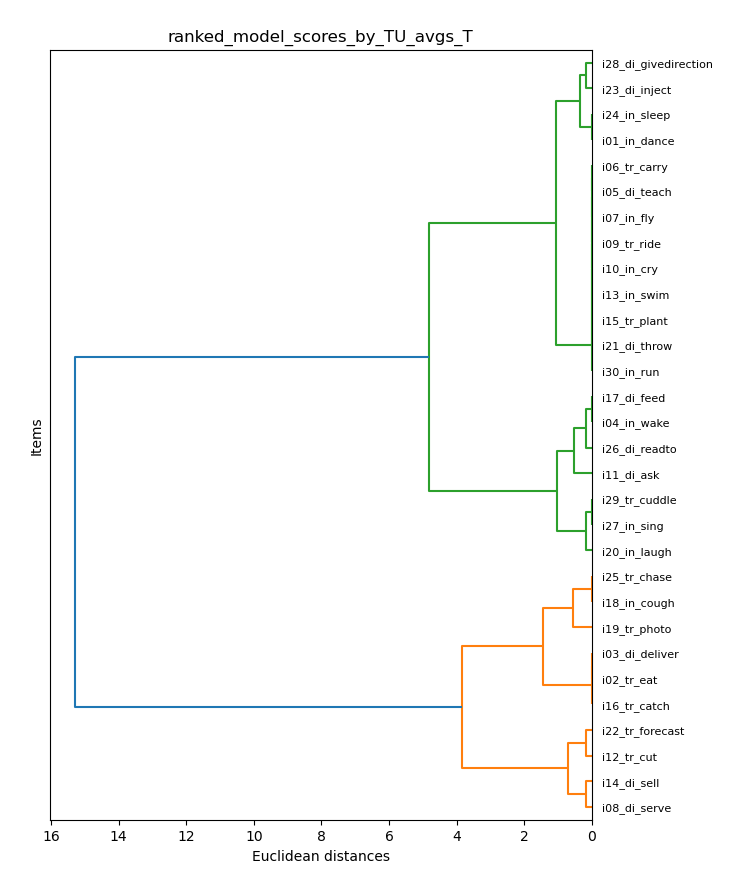 ranked_model_scores_by_TU_avgs_T
i28_di_givedirection
i23_di_inject
i24_in_sleep
i01_in_dance
i06_tr_carry
i05_di_teach
i07_in_fly
i09_tr_ride
i10_in_cry
i13_in_swim
i15_tr_plant
i21_di_throw
i30_in_run
i17_di_feed
i04_in_wake
i26_di_readto
i11_di_ask
i29_tr_cuddle
i27_in_sing
i20_in_laugh
i25_tr_chase
i18_in_cough
i19_tr_photo
i03_di_deliver
i02_tr_eat
i16_tr_catch
i22_tr_forecast
i12_tr_cut
i14_di_sell
i08_di_serve
Items
16 14 12 10 8 6 4 2 0
Euclidean distances